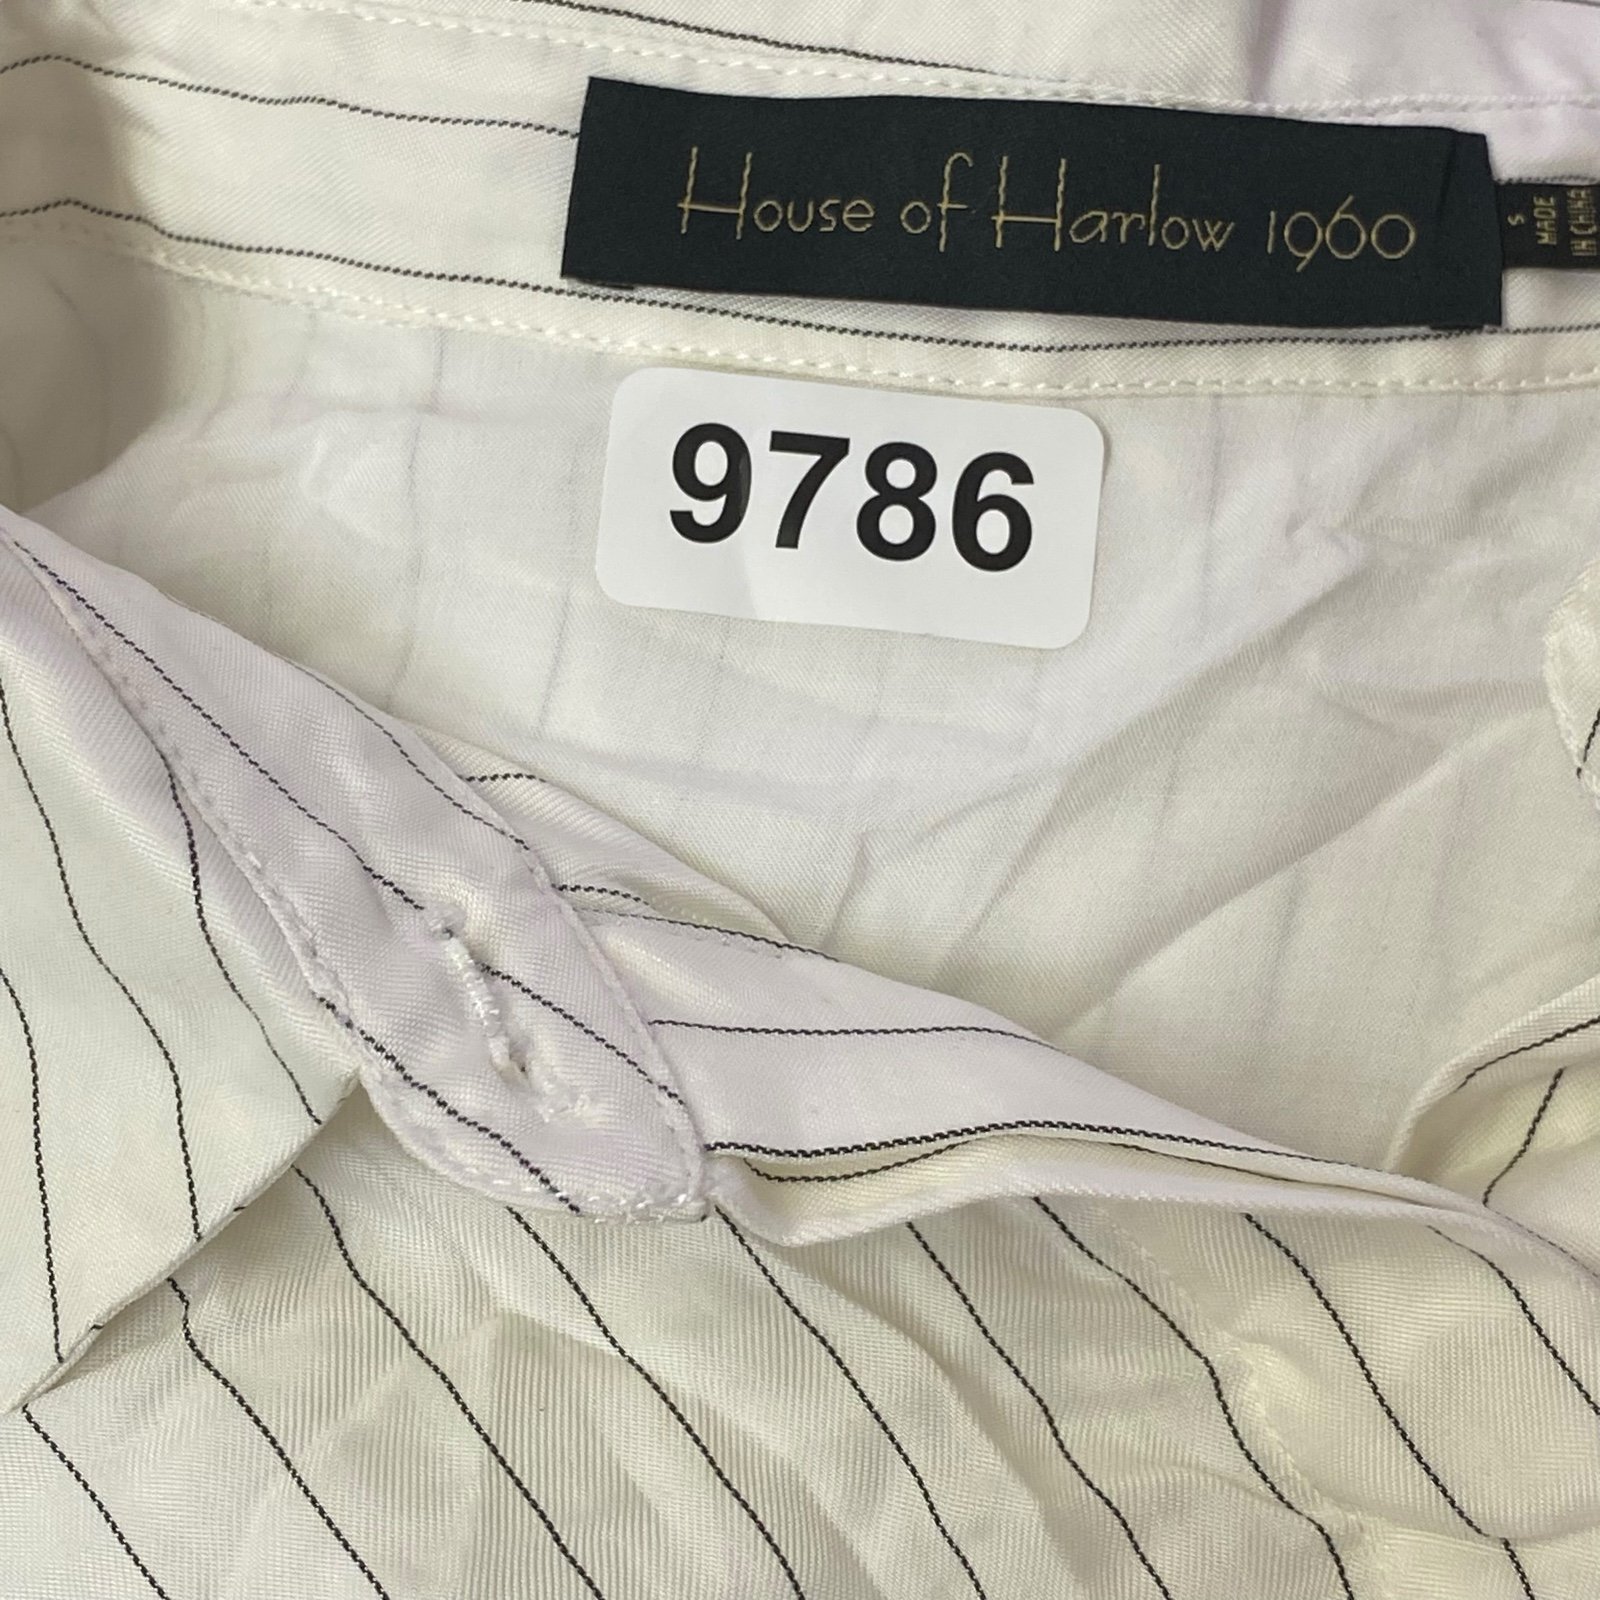 House of Harlow 1960
S
MADE
IN CHINA
9786